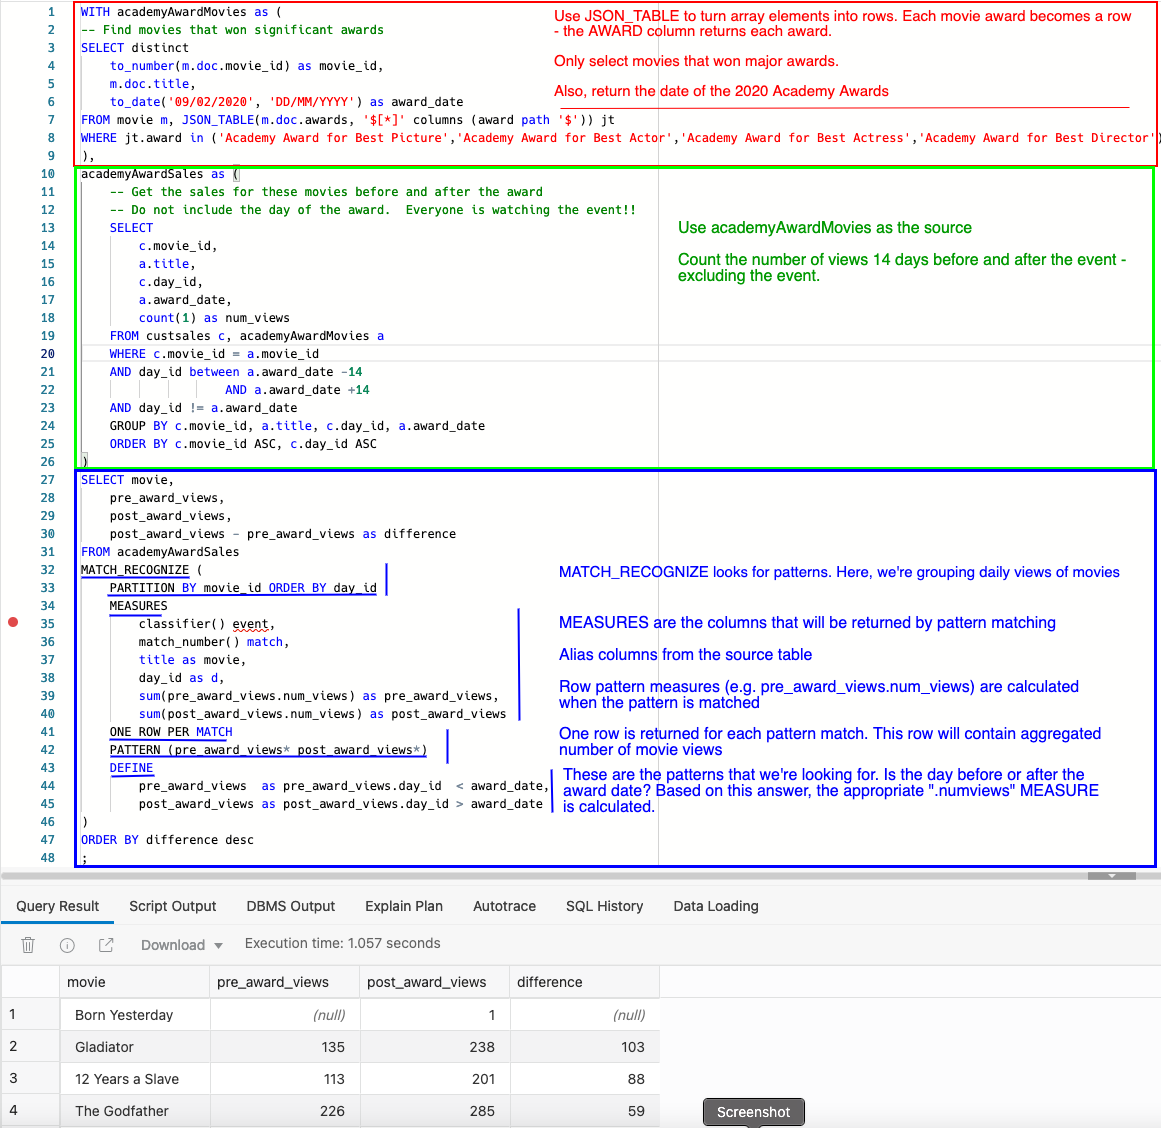 1 WITH academyAwardMovies as (
Use JSON_TABLE to turn array elements into rows. Each movie award becomes a row
- the AWARD column returns each award.
2 -- Find movies that won significant awards
3 SELECT distinct
Only select movies that won major awards.
4 to_number(m.doc.movie_id) as movie_id,
5 m.doc.title,
Also, return the date of the 2020 Academy Awards
6 to_date('09/02/2020', 'DD/MM/YYYY') as award_date
7 FROM movie m, JSON_TABLE(m.doc.awards, '$[*]' columns (award path '$')) jt
8 WHERE jt.award in ('Academy Award for Best Picture','Academy Award for Best Actor','Academy Award for Best Actress','Academy Award for Best Director')
9 ),
10 academyAwardSales as (
11 -- Get the sales for these movies before and after the award
12 -- Do not include the day of the award.  Everyone is watching the event!!
13 SELECT
Use academyAwardMovies as the source
14 c.movie_id,
15 a.title,
Count the number of views 14 days before and after the event -
excluding the event.
16 c.day_id,
17 a.award_date,
18 count(1) as num_views
19 FROM custsales c, academyAwardMovies a
20 WHERE c.movie_id = a.movie_id
21 AND day_id between a.award_date -14
22 AND a.award_date +14
23 AND day_id != a.award_date
24 GROUP BY c.movie_id, a.title, c.day_id, a.award_date
25 ORDER BY c.movie_id ASC, c.day_id ASC
26 )
27 SELECT movie,
28 pre_award_views,
29 post_award_views,
30 post_award_views - pre_award_views as difference
31 FROM academyAwardSales
32 MATCH_RECOGNIZE (
MATCH_RECOGNIZE looks for patterns. Here, we're grouping daily views of movies
33 PARTITION BY movie_id ORDER BY day_id
34 MEASURES
35 classifier() event,
MEASURES are the columns that will be returned by pattern matching
36 match_number() match,
37 title as movie,
Alias columns from the source table
38 day_id as d,
39 sum(pre_award_views.num_views) as pre_award_views,
Row pattern measures (e.g. pre_award_views.num_views) are calculated
when the pattern is matched
40 sum(post_award_views.num_views) as post_award_views
41 ONE ROW PER MATCH
One row is returned for each pattern match. This row will contain aggregated
number of movie views
42 PATTERN (pre_award_views* post_award_views*)
43 DEFINE
These are the patterns that we're looking for. Is the day before or after the
award date? Based on this answer, the appropriate ".numviews" MEASURE
is calculated.
44 pre_award_views  as pre_award_views.day_id  < award_date,
45 post_award_views as post_award_views.day_id > award_date
46 )
47 ORDER BY difference desc
48 ;
Query Result Script Output DBMS Output Explain Plan Autotrace SQL History Data Loading
Download Execution time: 1.057 seconds
movie pre_award_views post_award_views difference
1 Born Yesterday (null) 1 (null)
2 Gladiator 135 238 103
3 12 Years a Slave 113 201 88
4 The Godfather 226 285 59
Screenshot